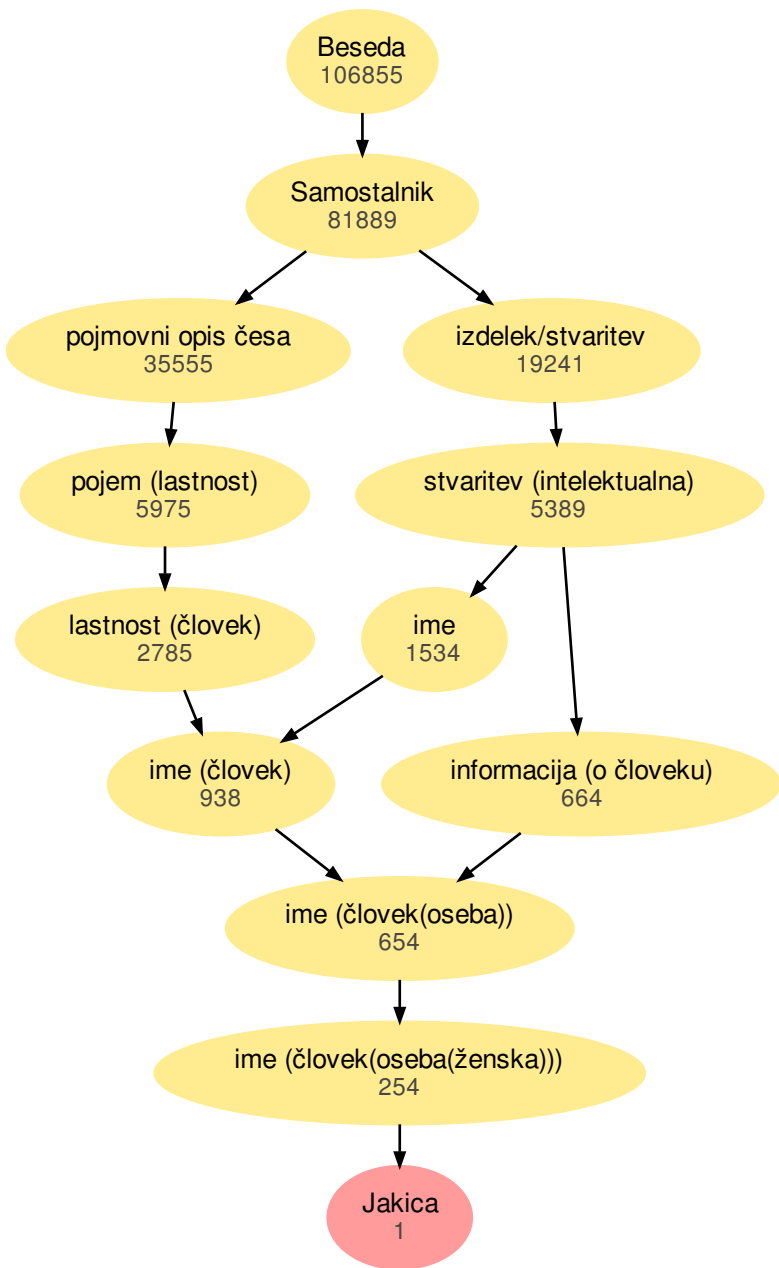 Beseda
106855
Samostalnik
81889
pojmovni opis česa
35555
izdelek/stvaritev
19241
pojem (lastnost)
5975
stvaritev (intelektualna)
5389
lastnost (človek)
2785
ime
1534
ime (človek)
938
informacija (o človeku)
664
ime (človek(oseba))
654
ime (človek(oseba(ženska)))
254
Jakica
1